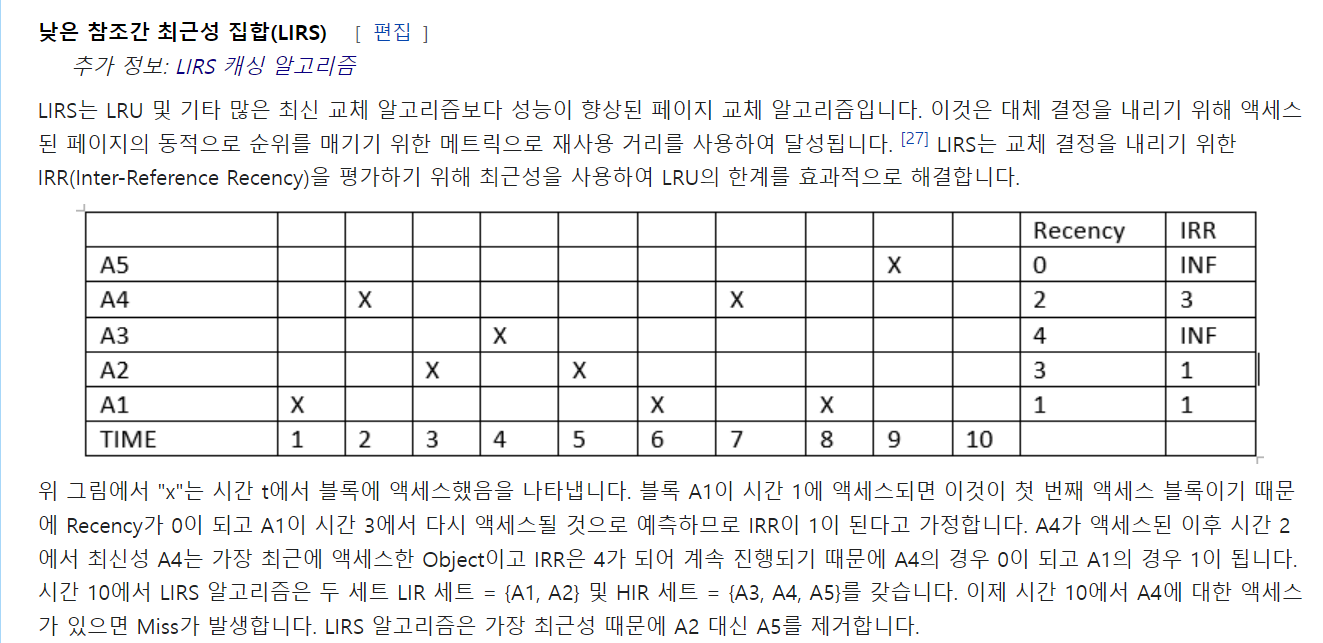 낮은 참조간 최근성 집합(LIRS) [ 편집 ]
추가 정보: LIRS 캐싱 알고리즘
LIRS는 LRU 및 기타 많은 최신 교체 알고리즘보다 성능이 향상된 페이지 교체 알고리즘입니다. 이것은 대체 결정을 내리기 위해 액세스
된 페이지의 동적으로 순위를 매기기 위한 메트릭으로 재사용 거리를 사용하여 달성됩니다. [27] LIRS는 교체 결정을 내리기 위한
IRR(Inter-Reference Recency)을 평가하기 위해 최근성을 사용하여 LRU의 한계를 효과적으로 해결합니다.
Recency IRR
A5 X 0 INF
A4 X X 2 3
A3 X 4 INF
A2 X X 3 1
A1 X X X 1 1
TIME 1 2 3 4 5 6 7 8 9 10
위 그림에서 "x"는 시간 t에서 블록에 액세스했음을 나타냅니다. 블록 A1이 시간 1에 액세스되면 이것이 첫 번째 액세스 블록이기 때문
에 Recency가 0이 되고 A1이 시간 3에서 다시 액세스될 것으로 예측하므로 IRR이 1이 된다고 가정합니다. A4가 액세스된 이후 시간 2
에서 최신성 A4는 가장 최근에 액세스한 Object이고 IRR은 4가 되어 계속 진행되기 때문에 A4의 경우 0이 되고 A1의 경우 1이 됩니다.
시간 10에서 LIRS 알고리즘은 두 세트 LIR 세트 = {A1, A2} 및 HIR 세트 = {A3, A4, A5}를 갖습니다. 이제 시간 10에서 A4에 대한 액세스
가 있으면 Miss가 발생합니다. LIRS 알고리즘은 가장 최근성 때문에 A2 대신 A5를 제거합니다.